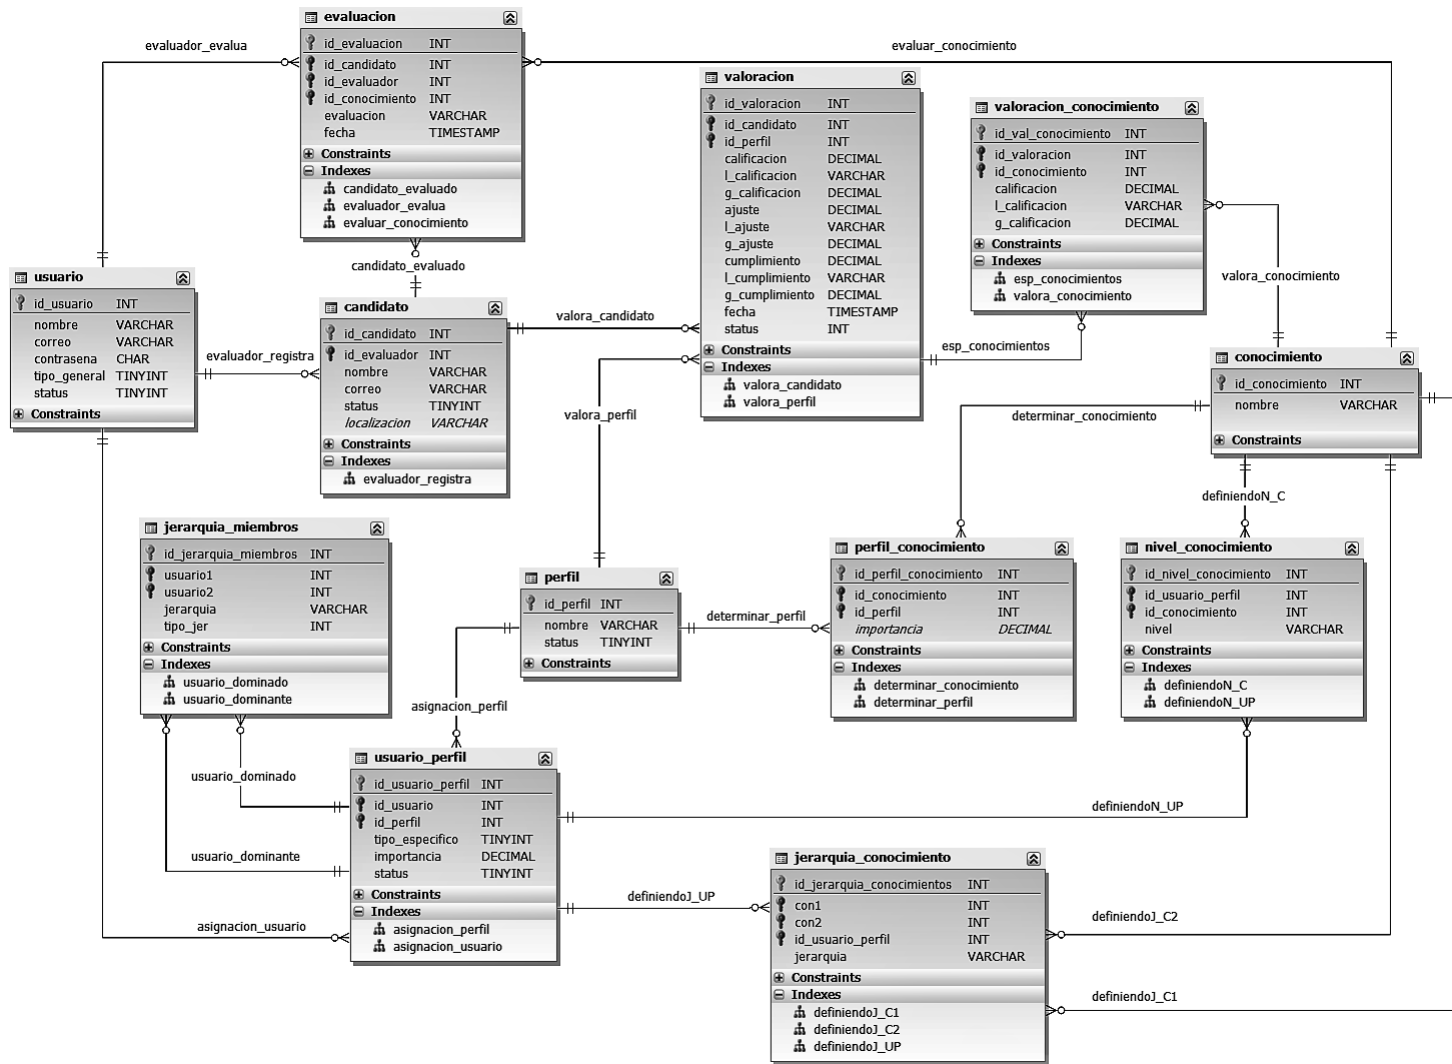 evaluacion
id_evaluacion INT
id_candidato INT
id_evaluador INT
id_conocimiento INT
evaluacion VARCHAR
fecha TIMESTAMP
Constraints
Indexes
candidato_evaluado
evaluador_evalua
evaluar_conocimiento
evaluador_evalua
evaluar_conocimiento
valoracion
id_valoracion INT
id_candidato INT
id_perfil INT
calificacion DECIMAL
l_calificacion VARCHAR
g_calificacion DECIMAL
ajuste DECIMAL
l_ajuste VARCHAR
g_ajuste DECIMAL
cumplimiento DECIMAL
l_cumplimiento VARCHAR
g_cumplimiento DECIMAL
fecha TIMESTAMP
status INT
Constraints
Indexes
valora_candidato
valora_perfil
valoracion_conocimiento
id_val_conocimiento INT
id_valoracion INT
id_conocimiento INT
calificacion DECIMAL
l_calificacion VARCHAR
g_calificacion DECIMAL
Constraints
Indexes
esp_conocimientos
valora_conocimiento
candidato_evaluado
valora_conocimiento
usuario
id_usuario INT
nombre VARCHAR
correo VARCHAR
contrasena CHAR
tipo_general TINYINT
status TINYINT
Constraints
evaluador_registra
candidato
id_candidato INT
id_evaluador INT
nombre VARCHAR
correo VARCHAR
status TINYINT
localizacion VARCHAR
Constraints
Indexes
evaluador_registra
valora_candidato
esp_conocimientos
valora_perfil
conocimiento
id_conocimiento INT
nombre VARCHAR
Constraints
determinar_conocimiento
definiendoN_C
jerarquia_miembros
id_jerarquia_miembros INT
usuario1 INT
usuario2 INT
jerarquia VARCHAR
tipo_jer INT
Constraints
Indexes
usuario_dominado
usuario_dominante
perfil
id_perfil INT
nombre VARCHAR
status TINYINT
Constraints
determinar_perfil
perfil_conocimiento
id_perfil_conocimiento INT
id_conocimiento INT
id_perfil INT
importancia DECIMAL
Constraints
Indexes
determinar_conocimiento
determinar_perfil
nivel_conocimiento
id_nivel_conocimiento INT
id_usuario_perfil INT
id_conocimiento INT
nivel VARCHAR
Constraints
Indexes
definiendoN_C
definiendoN_UP
asignacion_perfil
usuario_dominado
usuario_dominante
asignacion_usuario
usuario_perfil
id_usuario_perfil INT
id_usuario INT
id_perfil INT
tipo_especifico TINYINT
importancia DECIMAL
status TINYINT
Constraints
Indexes
asignacion_perfil
asignacion_usuario
definiendoN_UP
definiendoJ_UP
jerarquia_conocimiento
id_jerarquia_conocimientos INT
con1 INT
con2 INT
id_usuario_perfil INT
jerarquia VARCHAR
Constraints
Indexes
definiendoJ_C1
definiendoJ_C2
definiendoJ_UP
definiendoJ_C2
definiendoJ_C1